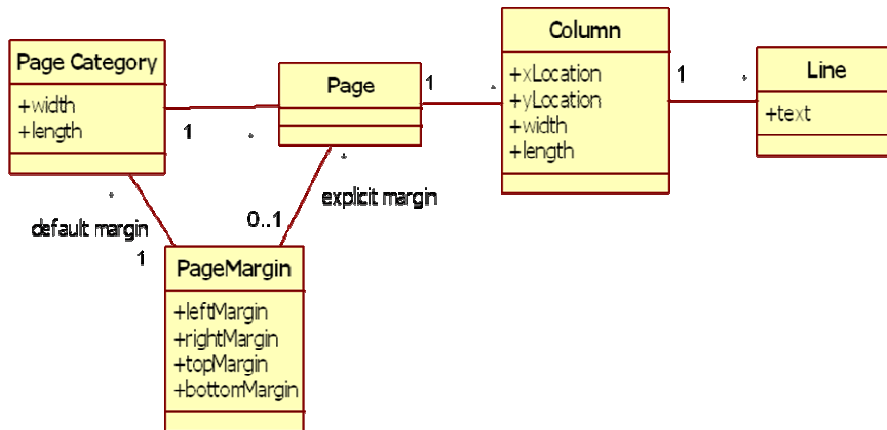 Page Category
+width
+length
1
*
Page
1
*
Column
+xLocation
+yLocation
+width
+length
1
*
Line
+text
*
default margin
1
*
explicit margin
0..1
PageMargin
+leftMargin
+rightMargin
+topMargin
+bottomMargin